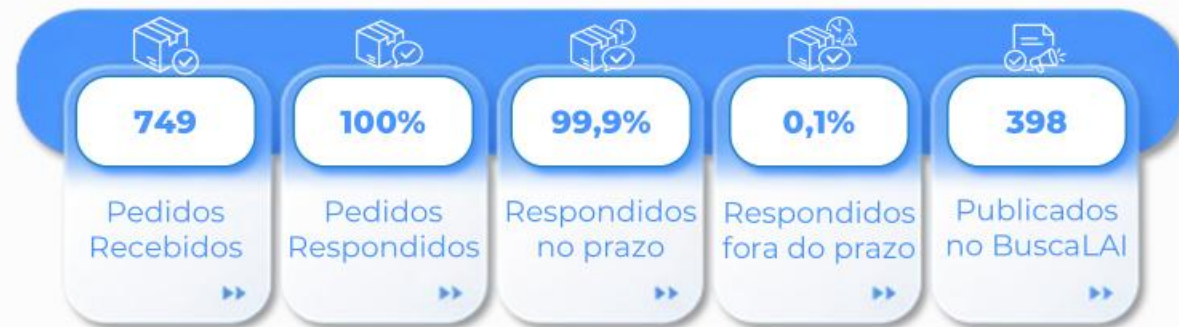 749
Pedidos
Recebidos
100%
Pedidos
Respondidos
99,9%
Respondidos
no prazo
0,1%
Respondidos
fora do prazo
398
Publicados
no BuscaLAI